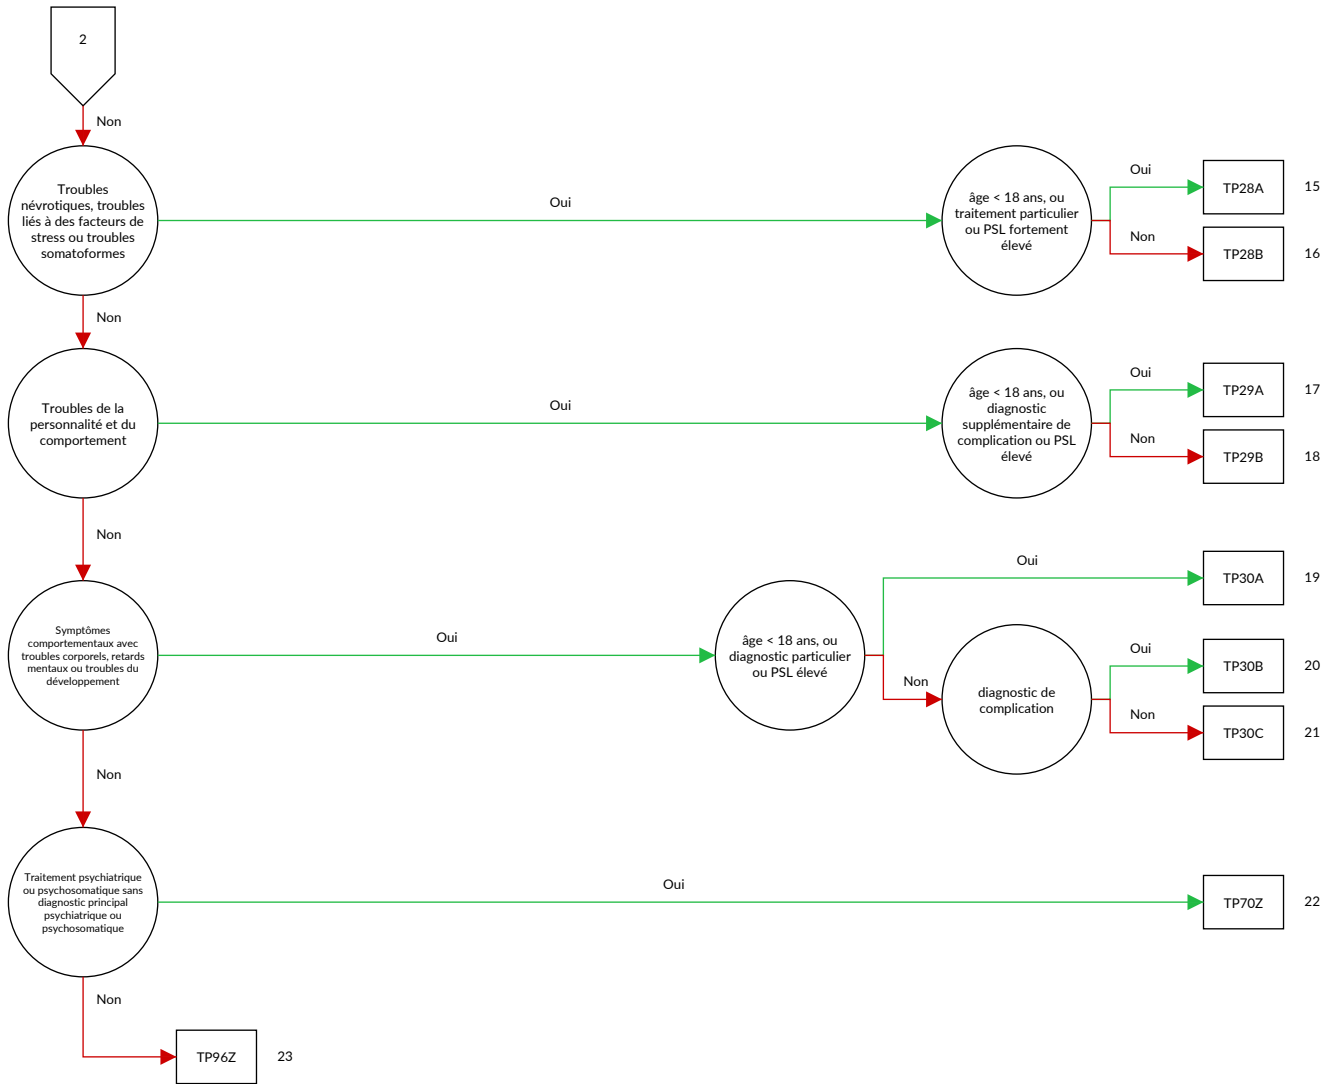 2
Non
Troubles
névrotiques, troubles
liés à des facteurs de
stress ou troubles
somatoformes
Oui
âge < 18 ans, ou
traitement particulier
ou PSL fortement
élevé
Oui
TP28A
15
Non
TP28B
16
Non
Troubles de la
personnalité et du
comportement
Oui
âge < 18 ans, ou
diagnostic
supplémentaire de
complication ou PSL
élevé
Oui
TP29A
17
Non
TP29B
18
Non
Symptômes
comportementaux avec
troubles corporels, retards
mentaux ou troubles du
développement
Oui
âge < 18 ans, ou
diagnostic particulier
ou PSL élevé
Oui
TP30A
19
Non
diagnostic de
complication
Oui
TP30B
20
Non
TP30C
21
Non
Traitement psychiatrique
ou psychosomatique sans
diagnostic principal
psychiatrique ou
psychosomatique
Oui
TP70Z
22
Non
TP96Z
23